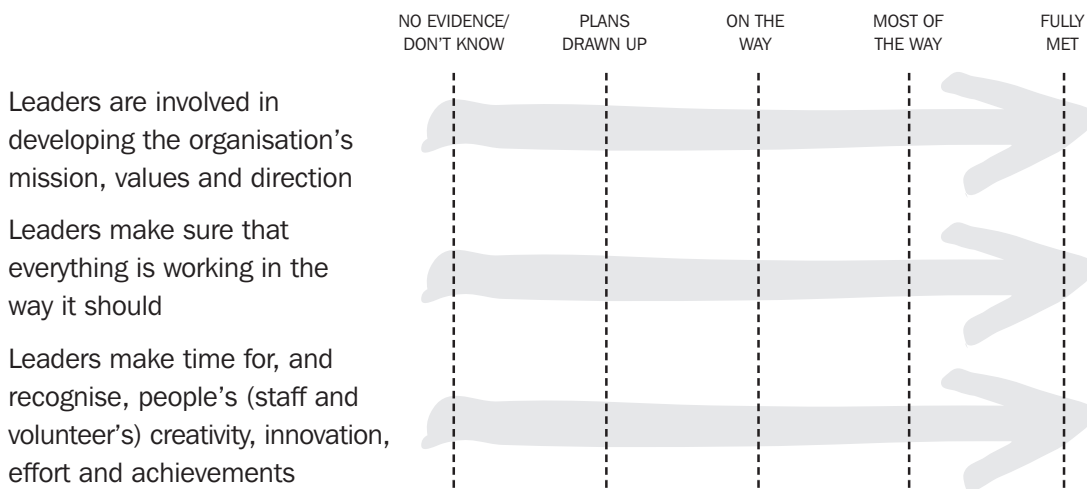 NO EVIDENCE/
DON'T KNOW
PLANS
DRAWN UP
ON THE
WAY
MOST OF
THE WAY
FULLY
MET
Leaders are involved in
developing the organisation's
mission, values and direction
Leaders make sure that
everything is working in the
way it should
Leaders make time for, and
recognise, people's (staff and
volunteer's) creativity, innovation,
effort and achievements